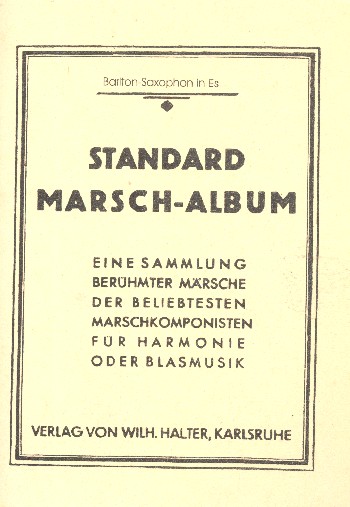 Bariton Saxophon in Es
STANDARD
MARSCH-ALBUM
EINE SAMMLUNG
BERÜHMTER MÄRSCHE
DER BELIEBTESTEN
MARSCHKOMPONISTEN
FÜR HARMONIE
ODER BLASMUSIK
VERLAG VON WILH. HALTER, KARLSRUHE